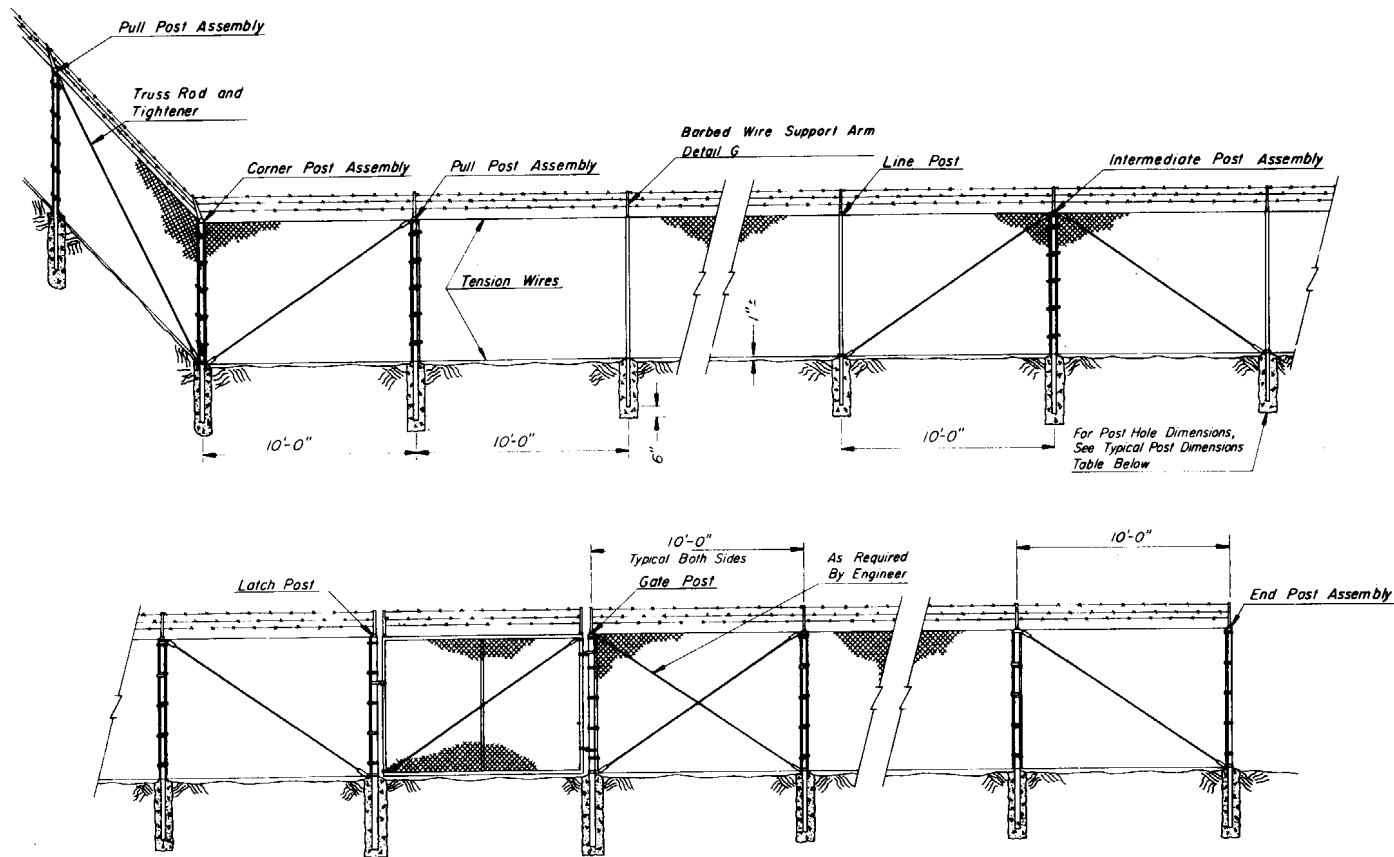 Pull Post Assembly
Truss Rod and
Tightener
Corner Post Assembly
Pull Post Assembly
Barbed Wire Support Arm
Detail G
Line Post
Intermediate Post Assembly
Tension Wires
1"±
10'-0"
10'-0"
6"
10'-0"
For Post Hole Dimensions,
See Typical Post Dimensions
Table Below
10'-0"
Typical Both Sides
Gate Post
As Required
By Engineer
10'-0"
Latch Post
End Post Assembly